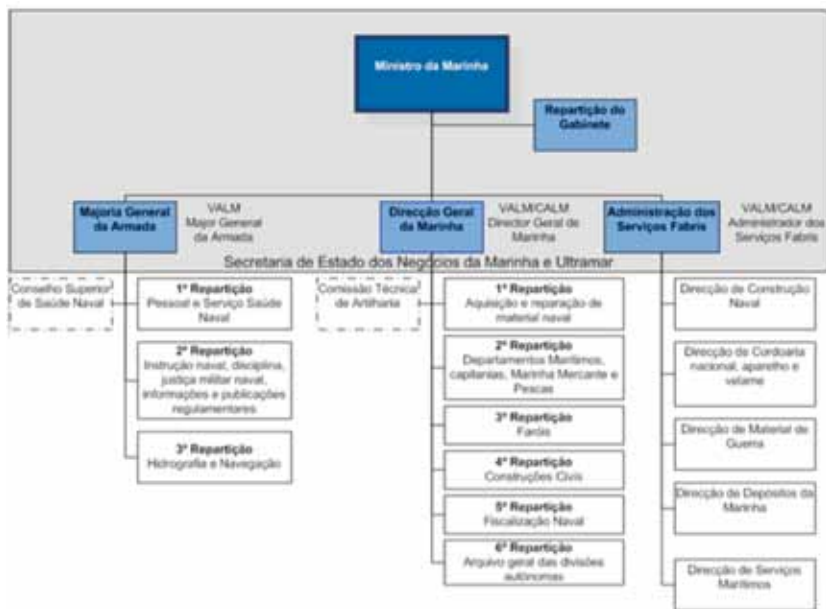 Ministro da Marinha
Repartição do
Gabinete
Majoria General
da Armada
VALM
Major General
da Armada
Direcção Geral
da Marinha
VALM/CALM
Director Geral de
Marinha
Administração dos
Serviços Fabris
VALM/CALM
Administrador dos
Serviços Fabris
Secretaria de Estado dos Negócios da Marinha e Ultramar
Conselho Superior
de Saúde Naval
1ª Repartição
Pessoal e Serviço Saúde
Naval
2ª Repartição
Instrução naval, disciplina,
justiça militar naval,
informações e publicações
regulamentares
3ª Repartição
Hidrografia e Navegação
Comissão Técnica
de Artilharia
1ª Repartição
Aquisição e reparação de
material naval
2ª Repartição
Departamentos Marítimos,
capitanias, Marinha Mercante e
Pescas
3ª Repartição
Faróis
4ª Repartição
Construções Civis
5ª Repartição
Fiscalização Naval
6ª Repartição
Arquivo geral das divisões
autónomas
Direcção de Construção
Naval
Direcção de Cordoaria
nacional, aparelho e
velame
Direcção de Material de
Guerra
Direcção de Depósitos da
Marinha
Direcção de Serviços
Marítimos